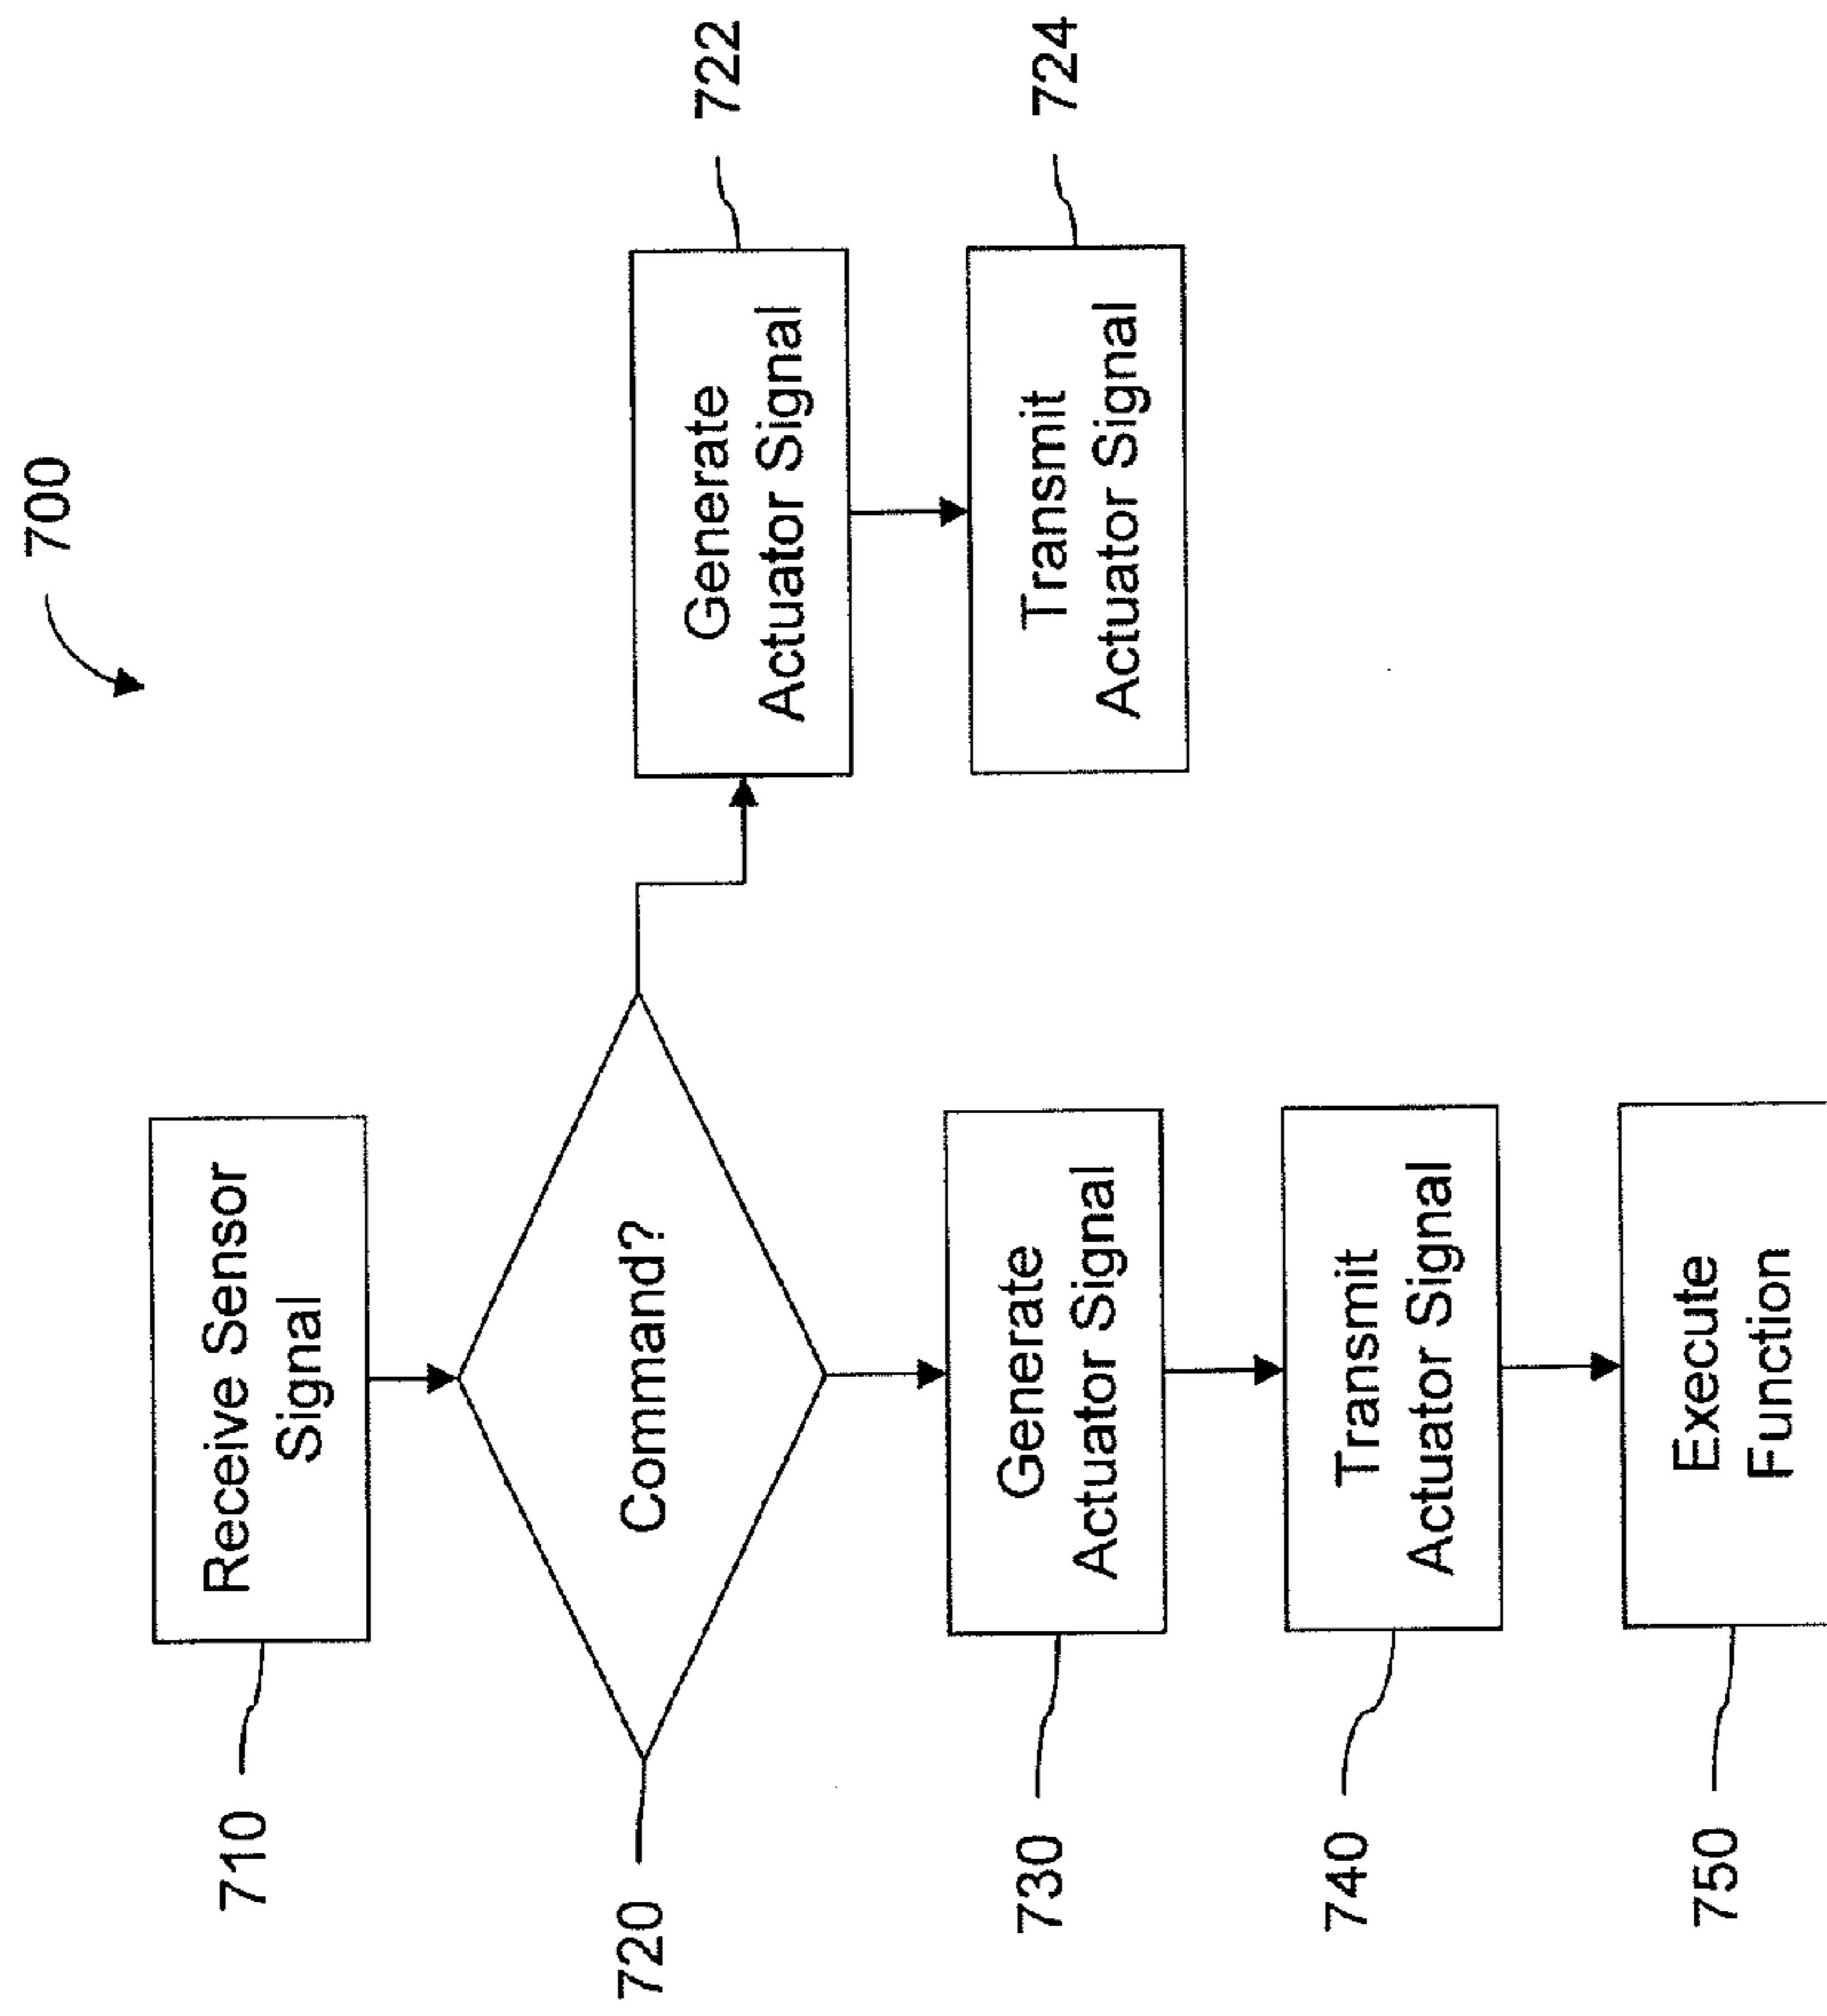 700
710
Receive Sensor
Signal
720
Command?
722
Generate
Actuator Signal
724
Transmit
Actuator Signal
730
Generate
Actuator Signal
740
Transmit
Actuator Signal
750
Execute
Function